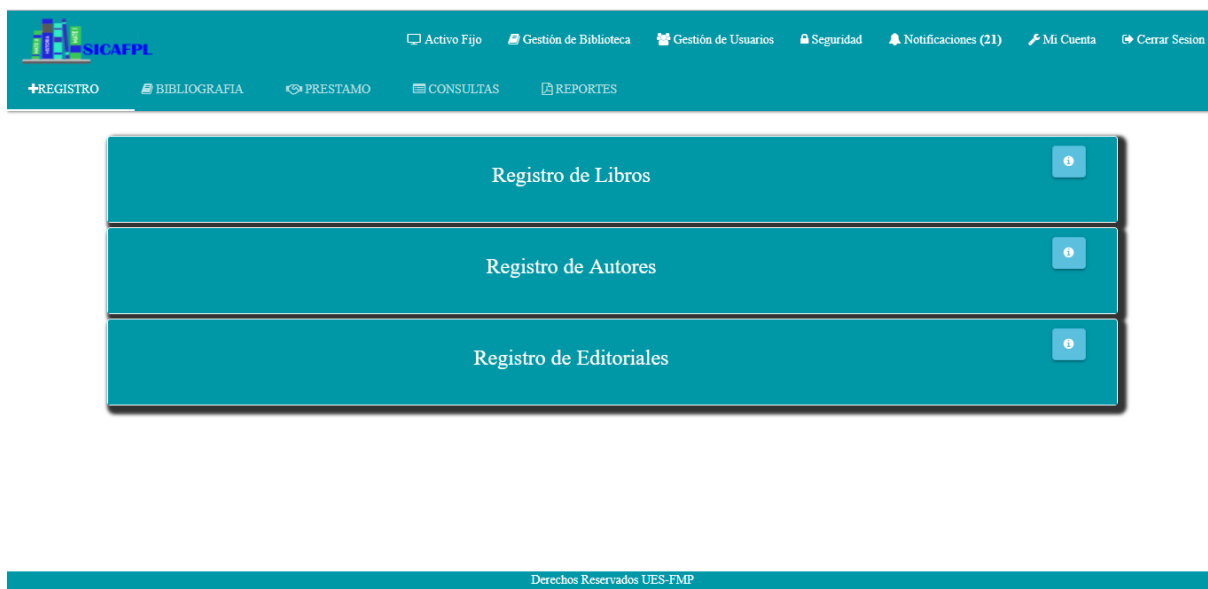 SICAFPL
Activo Fijo Gestión de Biblioteca Gestión de Usuarios Seguridad Notificaciones (21) Mi Cuenta Cerrar Sesion
REGISTRO BIBLIOGRAFIA PRESTAMO CONSULTAS REPORTES
Registro de Libros
Registro de Autores
Registro de Editoriales
Derechos Reservados UES-FMP